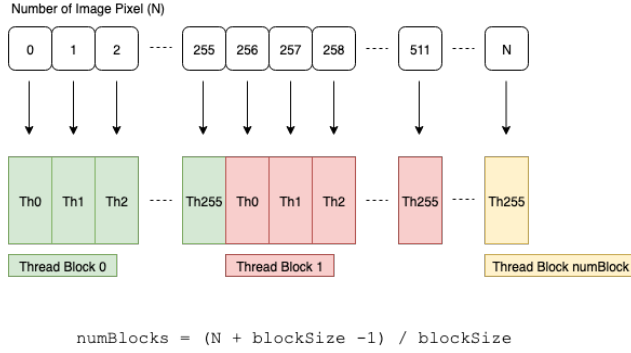 Number of Image Pixel (N)
0 1 2 255 256 257 258 511 N
Th0 Th1 Th2 Th255 Th0 Th1 Th2 Th255 Th255
Thread Block 0 Thread Block 1 Thread Block numBlock
numBlocks = (N + blockSize -1) / blockSize